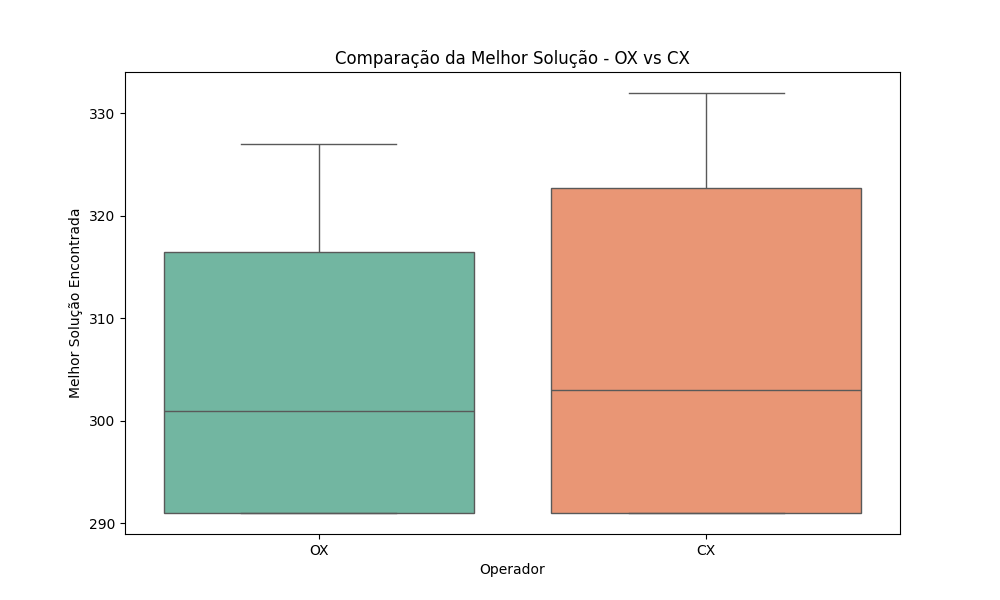 Comparação da Melhor Solução - OX vs CX
Melhor Solução Encontrada
330
320
310
300
290
OX
CX
Operador